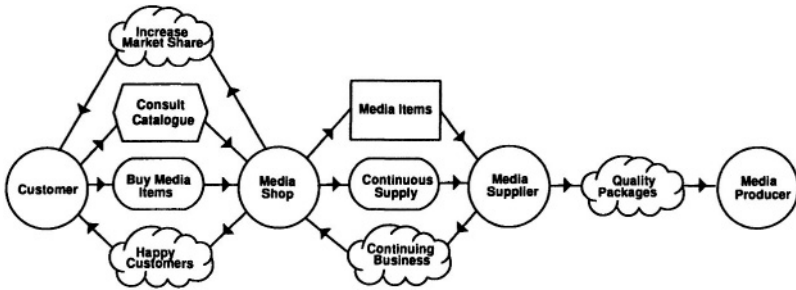 Increase
Market Share
Consult
Catalogue
Media Items
Customer
Buy Media
Items
Media
Shop
Continuous
Supply
Media
Supplier
Quality
Packages
Media
Producer
Happy
Customers
Continuing
Business